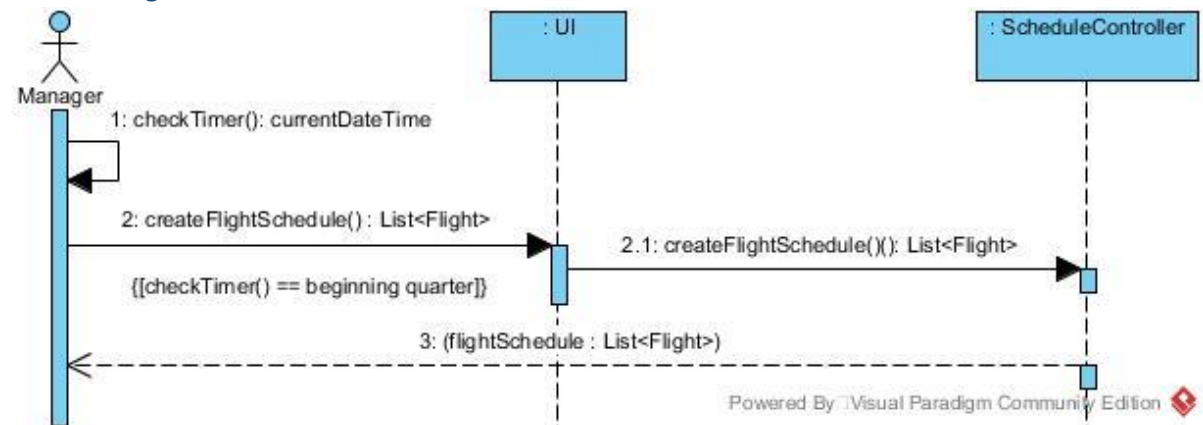 : UI
: ScheduleController
Manager
1: checkTimer(): currentDateTime
2: createFlightSchedule() : List<Flight>
2.1: createFlightSchedule()(): List<Flight>
{[checkTimer() == beginning quarter]}
3: (flightSchedule : List<Flight>)
Powered By Visual Paradigm Community Edition